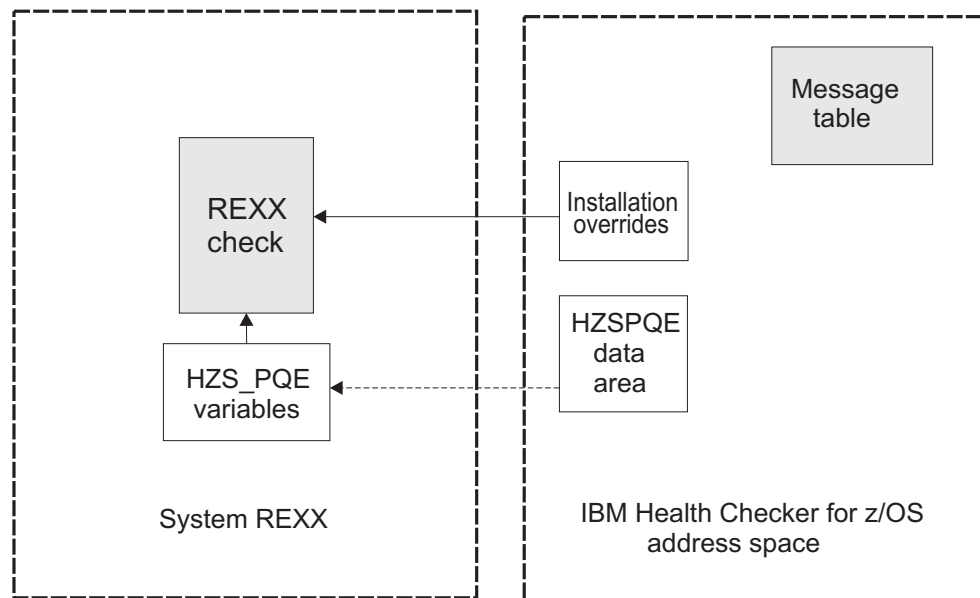 Message
table
REXX
check
Installation
overrides
HZSPQE
data
area
HZS_PQE
variables
System REXX
IBM Health Checker for z/OS
address space